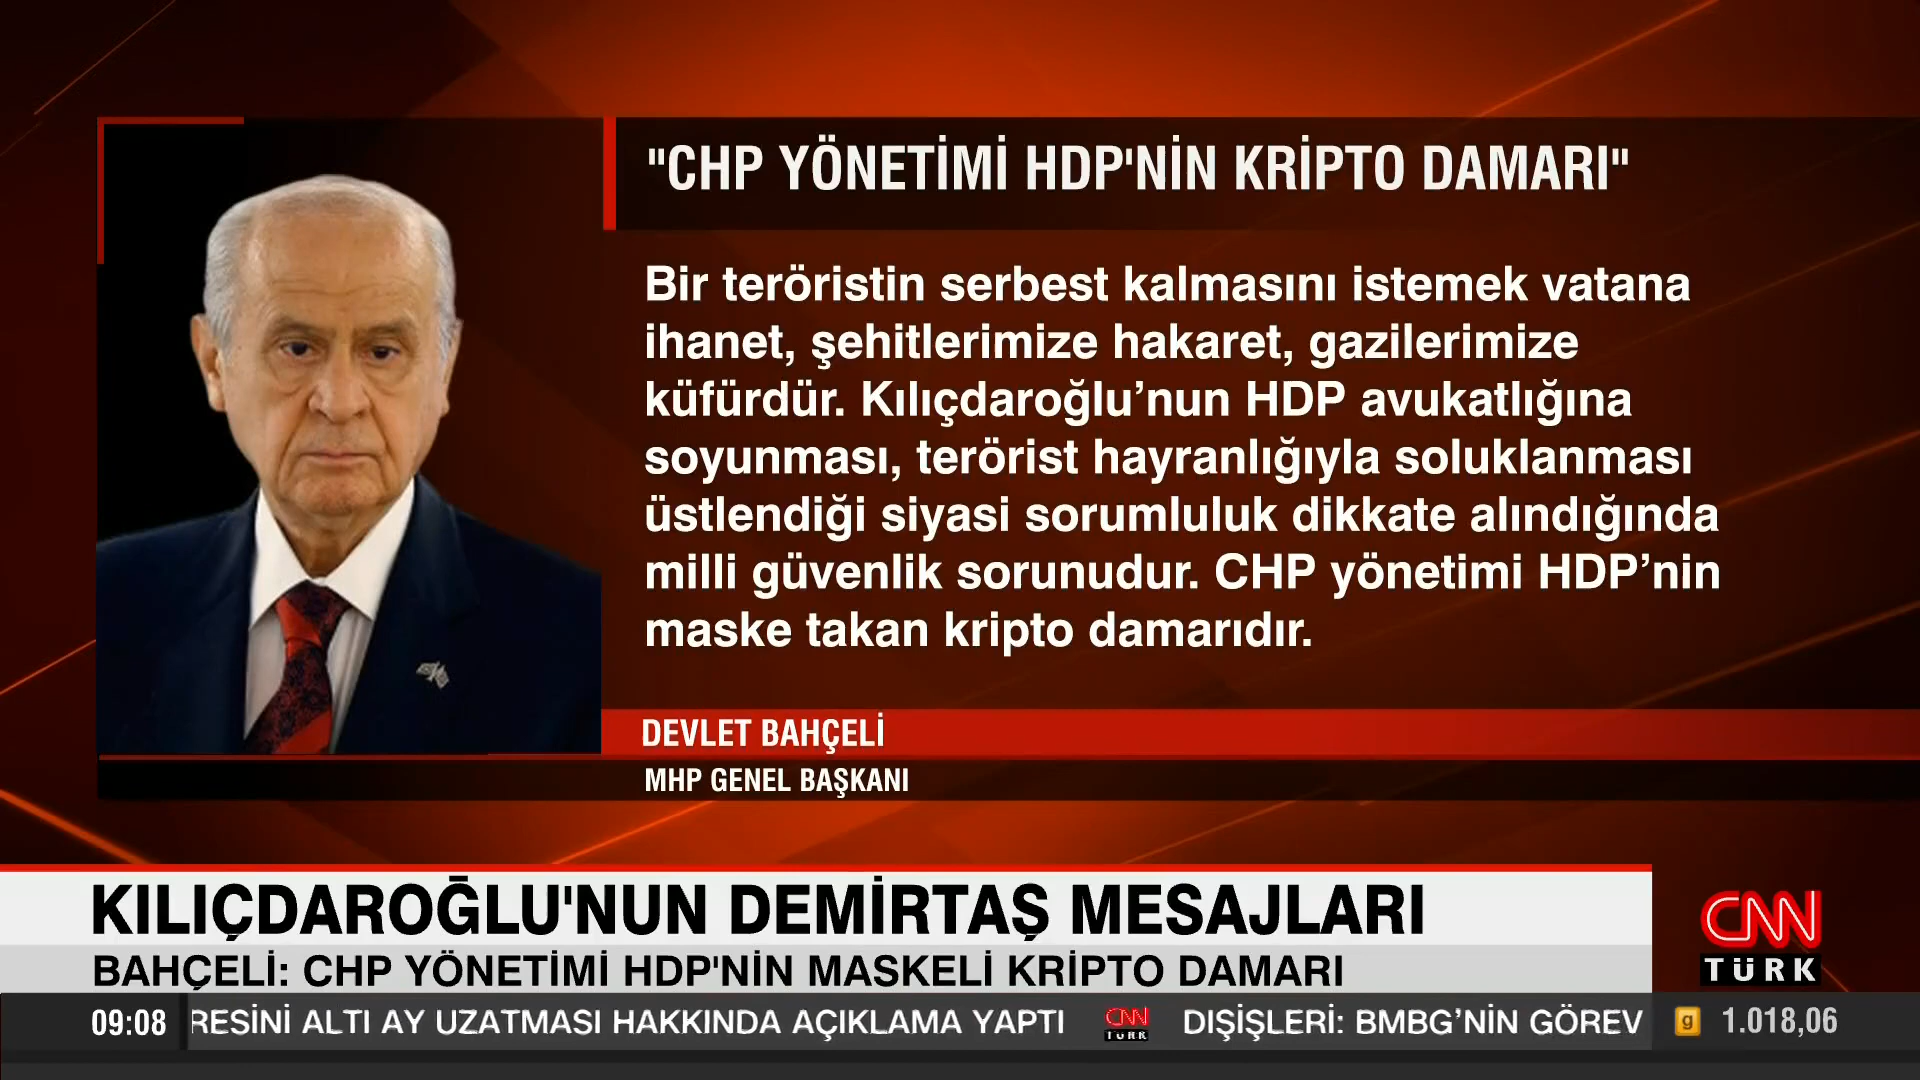 "CHP YÖNETİMİ HDP'NİN KRİPTO DAMARI"
Bir teröristin serbest kalmasını istemek vatana
ihanet, şehitlerimize hakaret, gazilerimize
küfürdür. Kılıçdaroğlu’nun HDP avukatlığına
soyunması, terörist hayranlığıyla soluklanması
üstlendiği siyasi sorumluluk dikkate alındığında
milli güvenlik sorunudur. CHP yönetimi HDP’nin
maske takan kripto damarıdır.
DEVLET BAHÇELİ
MHP GENEL BAŞKANI
KILIÇDAROĞLU'NUN DEMİRTAŞ MESAJLARI
BAHÇELİ: CHP YÖNETİMİ HDP'NİN MASKELİ KRİPTO DAMARI
CNN
TÜRK
09:08 RESİNİ ALTI AY UZATMASI HAKKINDA AÇIKLAMA YAPTI CNN TÜRK DIŞİŞLERİ: BMBG’NİN GÖREV g 1.018,06